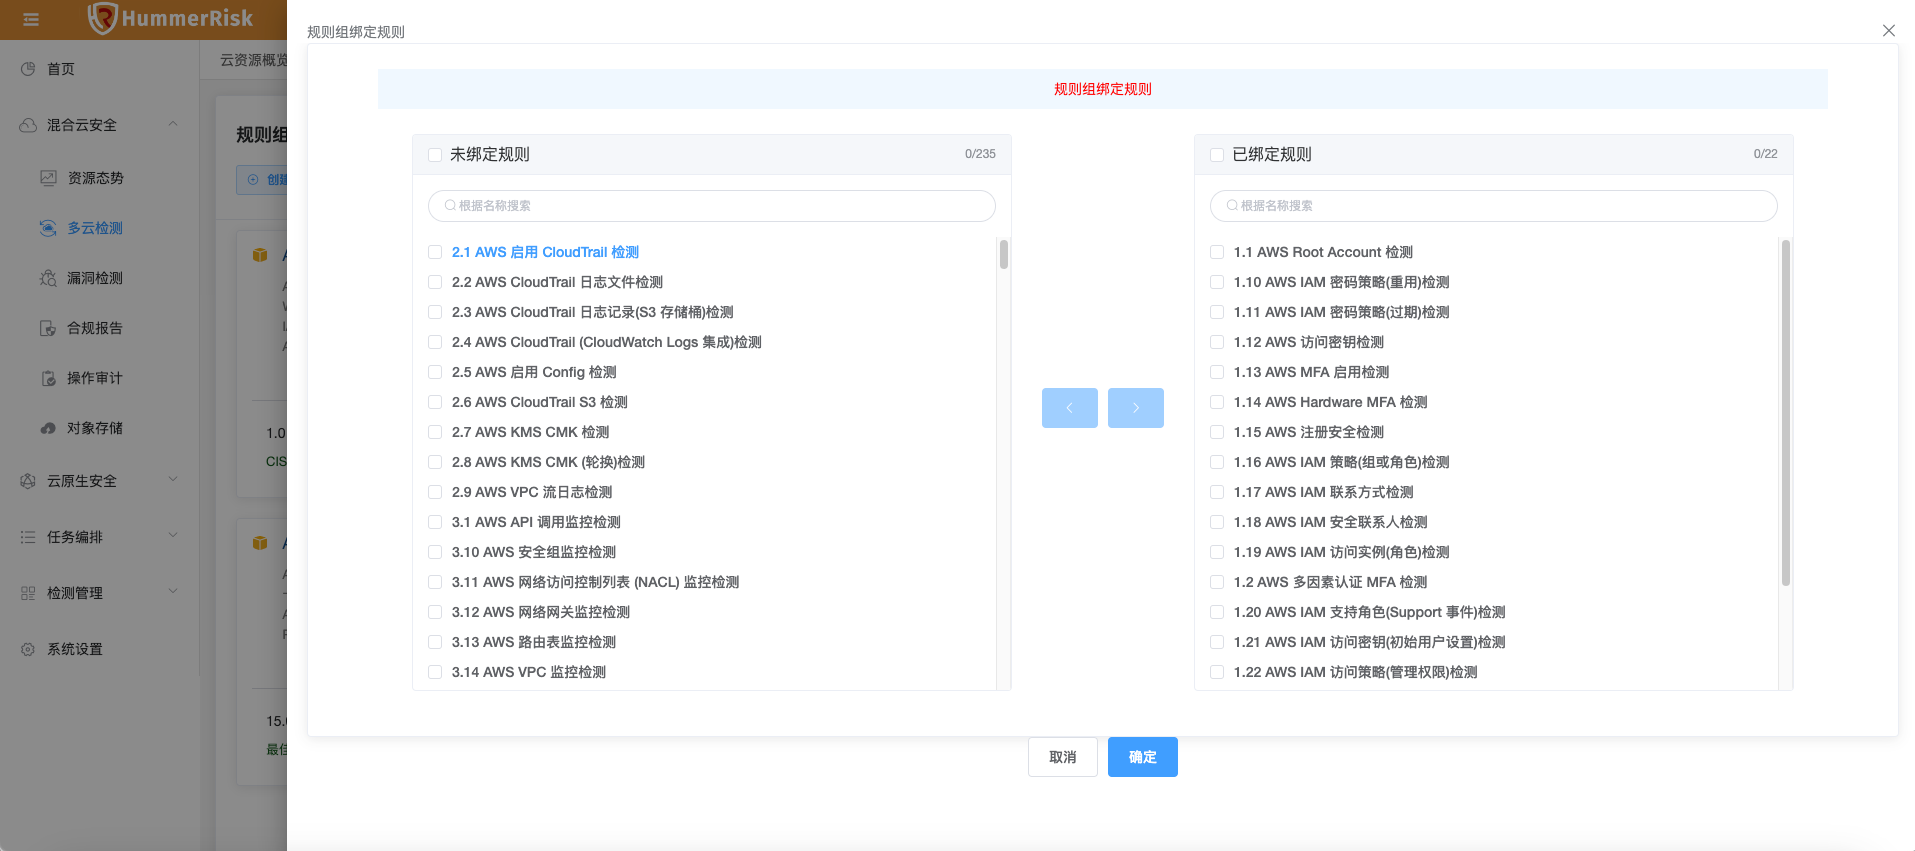 HummerRisk
首页
混合云安全
资源态势
多云检测
漏洞检测
合规报告
操作审计
对象存储
云原生安全
任务编排
检测管理
系统设置
云资源概览
规则组
创建
1.0
CIS
15.
最佳
规则组绑定规则
规则组绑定规则
未绑定规则
0/235
根据名称搜索
2.1 AWS 启用 CloudTrail 检测
2.2 AWS CloudTrail 日志文件检测
2.3 AWS CloudTrail 日志记录(S3 存储桶)检测
2.4 AWS CloudTrail (CloudWatch Logs 集成)检测
2.5 AWS 启用 Config 检测
2.6 AWS CloudTrail S3 检测
2.7 AWS KMS CMK 检测
2.8 AWS KMS CMK (轮换)检测
2.9 AWS VPC 流日志检测
3.1 AWS API 调用监控检测
3.10 AWS 安全组监控检测
3.11 AWS 网络访问控制列表 (NACL) 监控检测
3.12 AWS 网络网关监控检测
3.13 AWS 路由表监控检测
3.14 AWS VPC 监控检测
已绑定规则
0/22
根据名称搜索
1.1 AWS Root Account 检测
1.10 AWS IAM 密码策略(重用)检测
1.11 AWS IAM 密码策略(过期)检测
1.12 AWS 访问密钥检测
1.13 AWS MFA 启用检测
1.14 AWS Hardware MFA 检测
1.15 AWS 注册安全检测
1.16 AWS IAM 策略(组或角色)检测
1.17 AWS IAM 联系方式检测
1.18 AWS IAM 安全联系人检测
1.19 AWS IAM 访问实例(角色)检测
1.2 AWS 多因素认证 MFA 检测
1.20 AWS IAM 支持角色(Support 事件)检测
1.21 AWS IAM 访问密钥(初始用户设置)检测
1.22 AWS IAM 访问策略(管理权限)检测
取消
确定